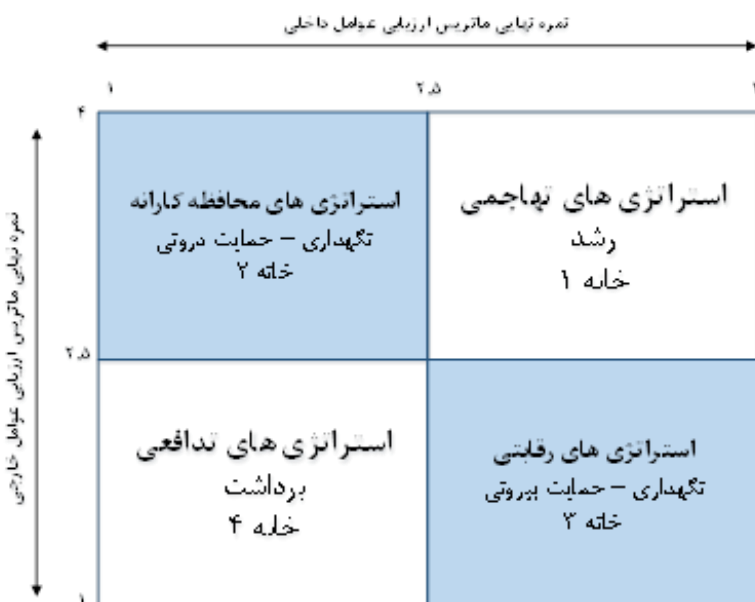 نمره نهایی ماتریس ارزیابی عوامل داخلی
۱
۲.۵
۴
استراتژی های محافظه کارانه
نگهداری – حمایت درونی
خانه ۲
استراتژی های تهاجمی
رشد
خانه ۱
نمره نهایی ماتریس ارزیابی عوامل خارجی
۲.۵
استراتژی های تدافعی
برداشت
خانه ۴
استراتژی های رقابتی
نگهداری – حمایت بیرونی
خانه ۳